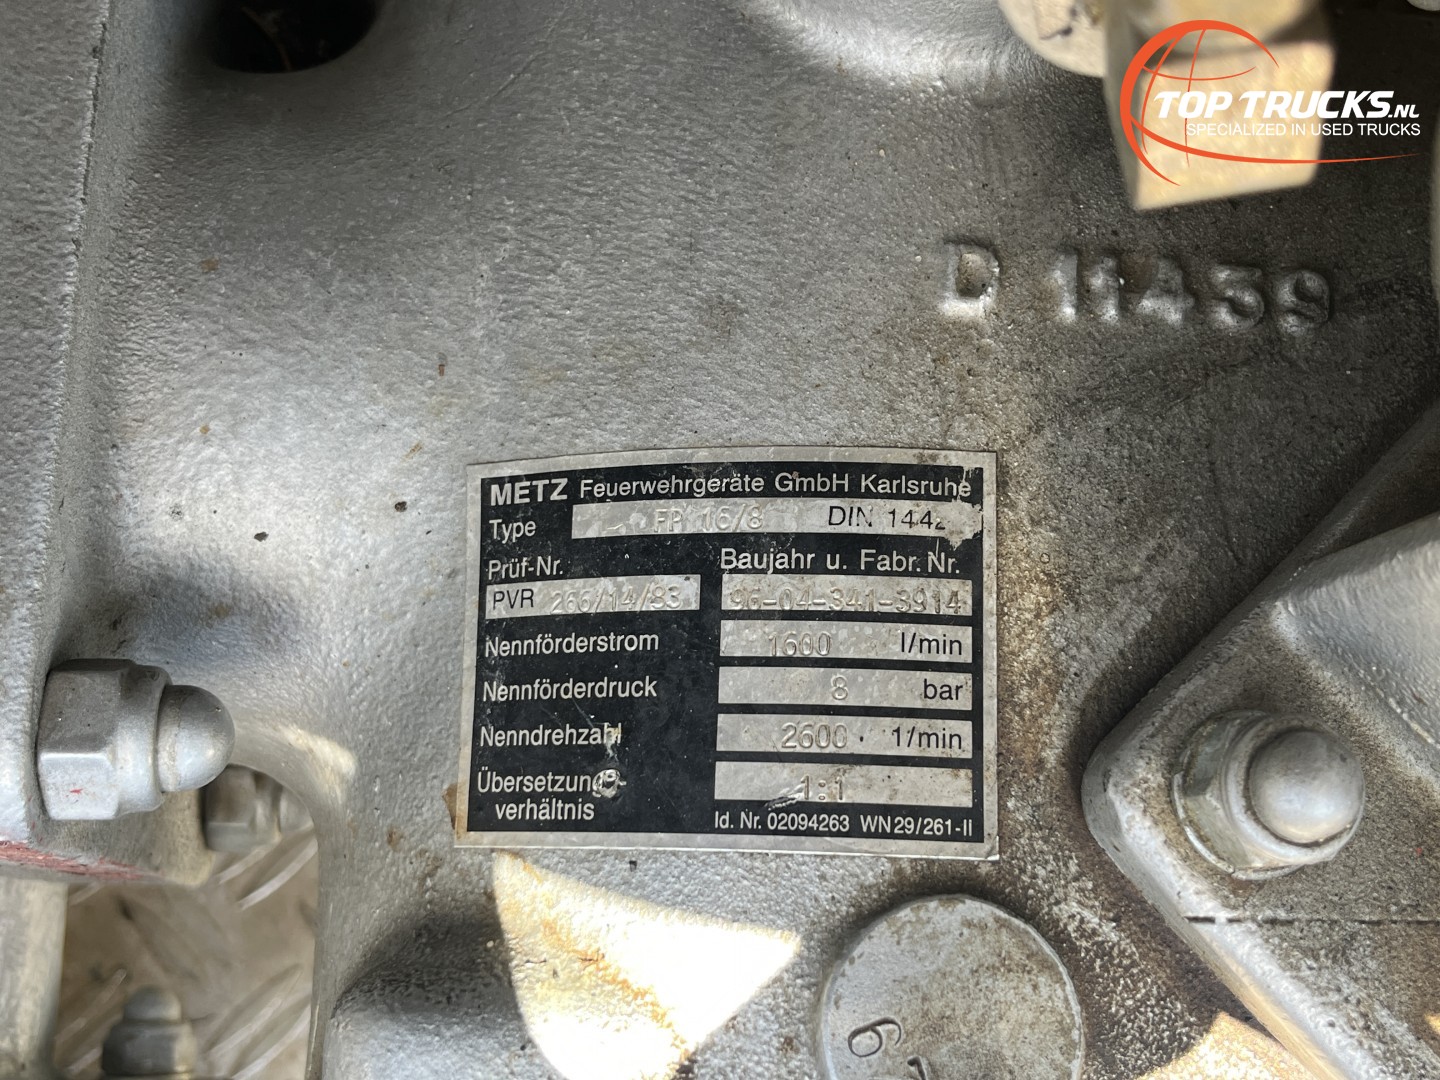 TOP TRUCKS.NL
SPECIALIZED IN USED TRUCKS
D 11439
METZ Feuerwehrgeräte GmbH Karlsruhe
Type FP 16/8 DIN 1442
Prüf-Nr. Baujahr u. Fabr. Nr.
PVR 266/14/83 96-04-341-3914
Nennförderstrom 1600 l/min
Nennförderdruck 8 bar
Nenndrehzahl 2600 1/min
Übersetzungs- 1:1
verhältnis
Id. Nr. 02094263 WN 29/261-II